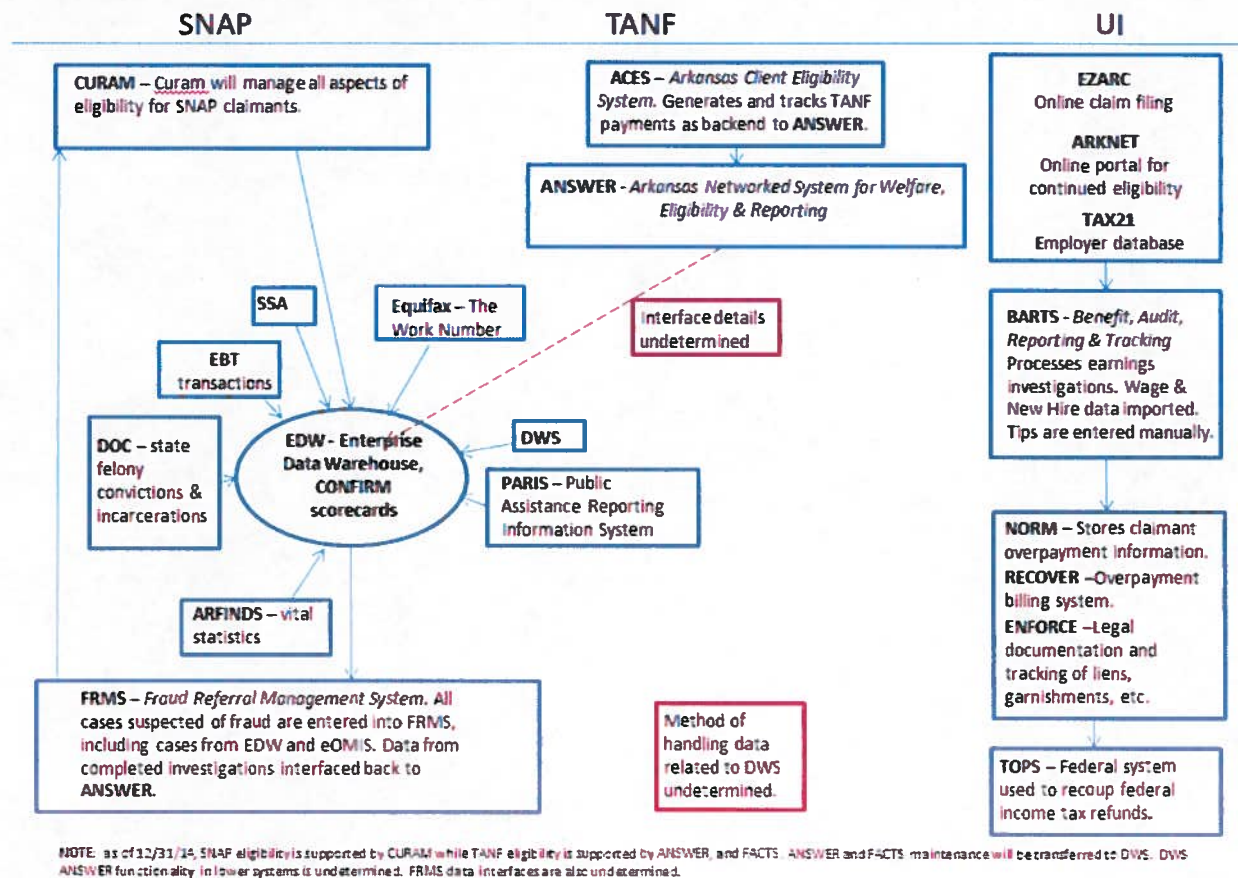 SNAP
TANF
UI
CURAM – Curam will manage all aspects of
eligibility for SNAP claimants.
ACES- Arkansas Client Eligibility
System. Generates and tracks TANF
payments as backend to ANSWER.
ANSWER - Arkansas Networked System for Welfare,
Eligibility & Reporting
EZARC
Online claim filing
ARKNET
Online portal for
continued eligibility
TAX21
Employer database
SSA
Equifax – The
Work Number
Interface details
undetermined
EBT
transactions
DOC – state
felony
convictions &
incarcerations
EDW - Enterprise
Data Warehouse,
CONFIRM
scorecards
DWS
PARIS – Public
Assistance Reporting
Information System
ARFINDS – vital
statistics
BARTS - Benefit, Audit,
Reporting & Tracking
Processes earnings
investigations. Wage &
New Hire data imported.
Tips are entered manually.
NORM – Stores claimant
overpayment information.
RECOVER –Overpayment
billing system.
ENFORCE –Legal
documentation and
tracking of liens,
garnishments, etc.
FRMS – Fraud Referral Management System. All
cases suspected of fraud are entered into FRMS,
including cases from EDW and eOMIS. Data from
completed investigations interfaced back to
ANSWER.
Method of
handling data
related to DWS
undetermined.
TOPS – Federal system
used to recoup federal
income tax refunds.
NOTE: as of 12/31/14, SNAP eligibility is supported by CURAM while TANF eligibility is supported by ANSWER, and FACTS. ANSWER and FACTS maintenance will be transferred to DWS. DWS
ANSWER functionality in lower systems is undetermined. FRMS data interfaces are also undetermined.